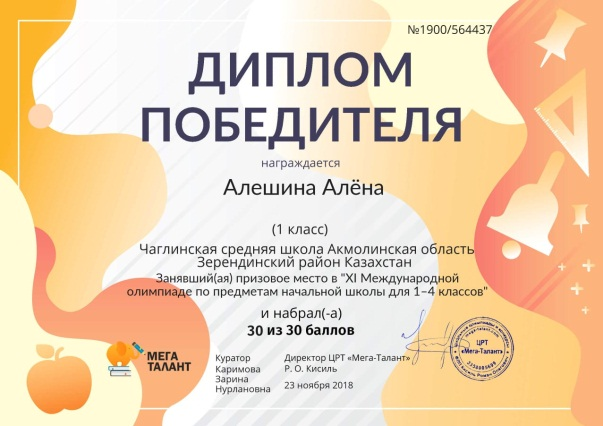 №1900/564437
ДИПЛОМ
ПОБЕДИТЕЛЯ
награждается
Алешина Алёна
(1 класс)
Чаглинская средняя школа Акмолинская область
Зерендинский район Казахстан
Занявший(ая) призовое место в "XI Международной
олимпиаде по предметам начальной школы для 1–4 классов"
и набрал(-а)
30 из 30 баллов
МЕГА
ТАЛАНТ
Куратор
Каримова
Зарина
Нурлановна
Директор ЦРТ «Мега-Талант»
Р. О. Кисиль
23 ноября 2018
ЦРТ
«Мега-Талант»